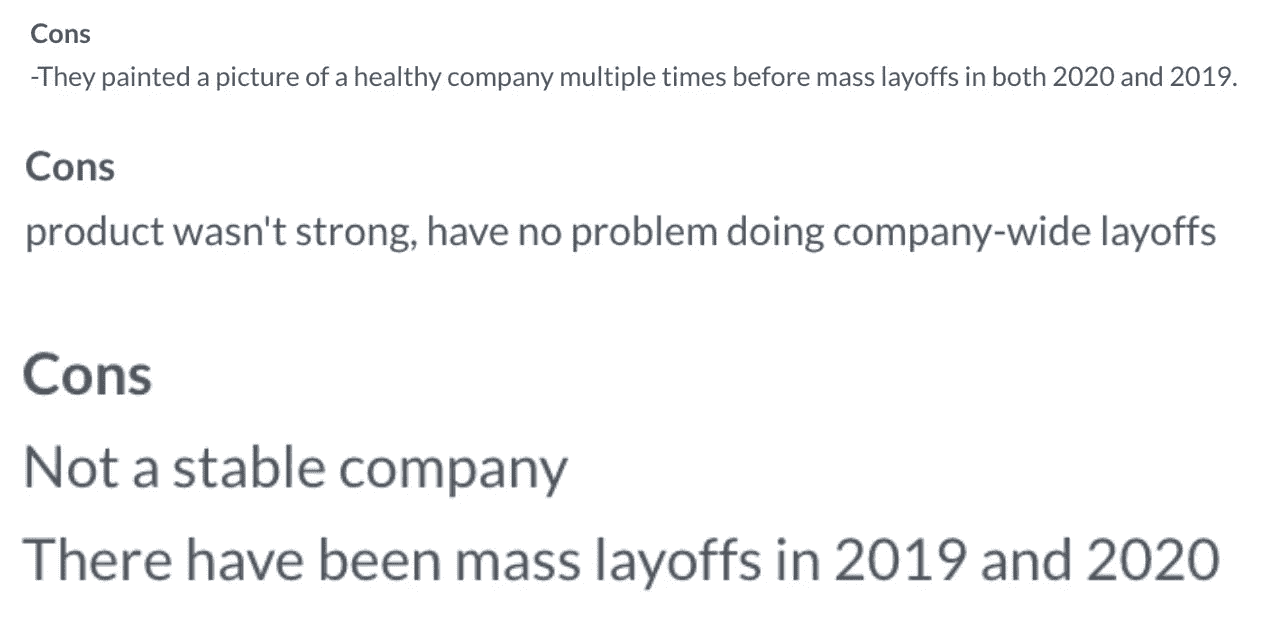 Cons
-They painted a picture of a healthy company multiple times before mass layoffs in both 2020 and 2019.
Cons
product wasn't strong, have no problem doing company-wide layoffs
Cons
Not a stable company
There have been mass layoffs in 2019 and 2020